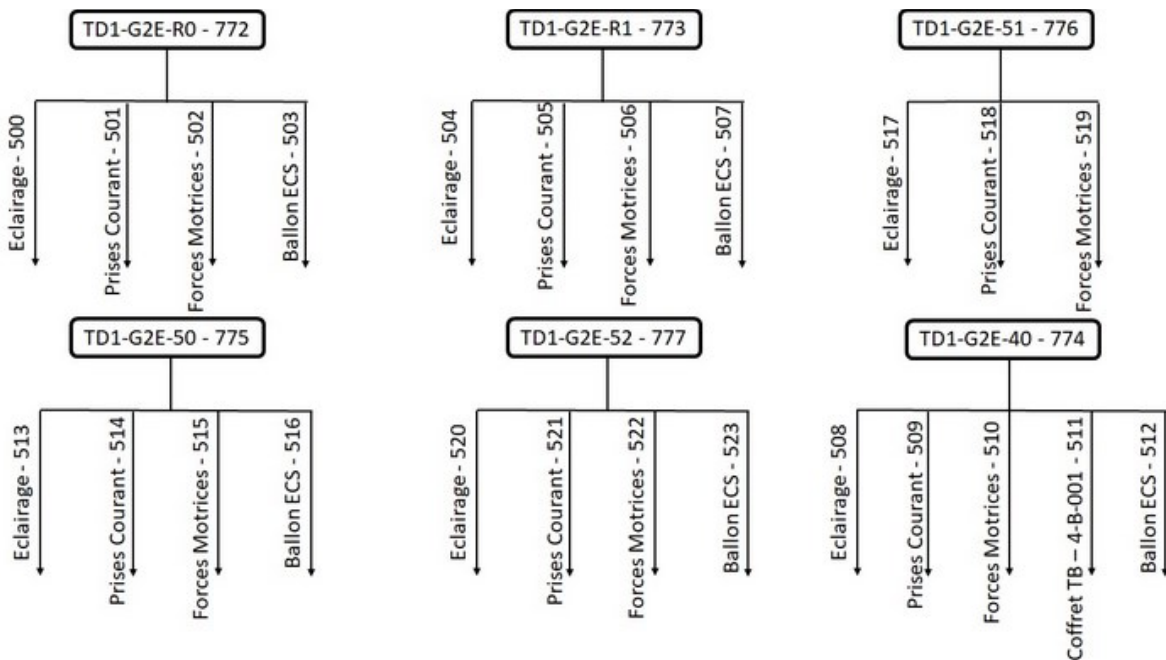 TD1-G2E-R0 - 772
Eclairage - 500
Prises Courant - 501
Forces Motrices - 502
Ballon ECS - 503
TD1-G2E-R1 - 773
Eclairage - 504
Prises Courant - 505
Forces Motrices - 506
Ballon ECS - 507
TD1-G2E-51 - 776
Eclairage - 517
Prises Courant - 518
Forces Motrices - 519
TD1-G2E-50 - 775
Eclairage - 513
Prises Courant - 514
Forces Motrices - 515
Ballon ECS - 516
TD1-G2E-52 - 777
Eclairage - 520
Prises Courant - 521
Forces Motrices - 522
Ballon ECS - 523
TD1-G2E-40 - 774
Eclairage - 508
Prises Courant - 509
Forces Motrices - 510
Coffret TB – 4-B-001 - 511
Ballon ECS - 512